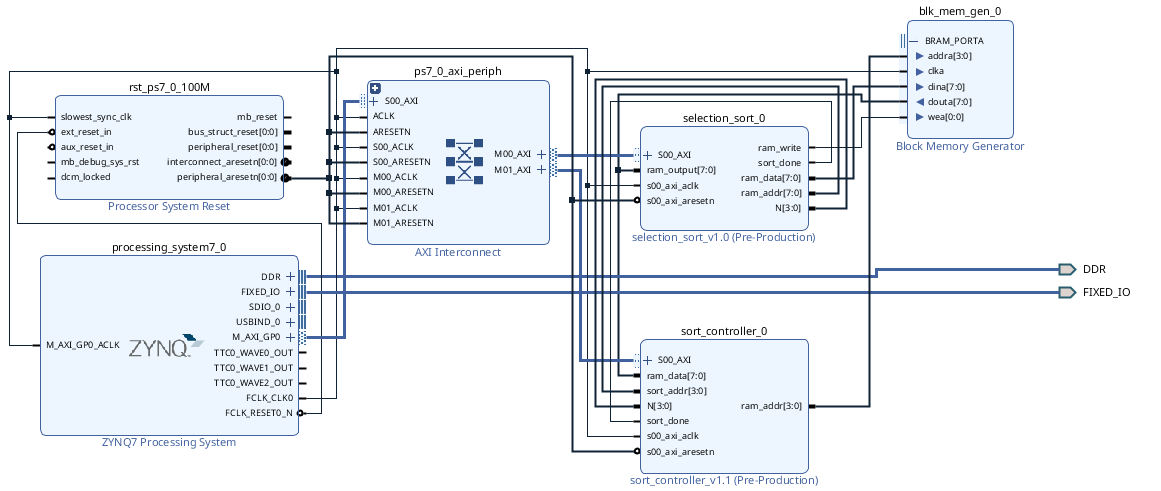 blk_mem_gen_0
BRAM_PORTA
addra[3:0]
clka
dina[7:0]
douta[7:0]
wea[0:0]
Block Memory Generator
rst_ps7_0_100M
slowest_sync_clk
ext_reset_in
aux_reset_in
mb_debug_sys_rst
dcm_locked
mb_reset
bus_struct_reset[0:0]
peripheral_reset[0:0]
interconnect_aresetn[0:0]
peripheral_aresetn[0:0]
Processor System Reset
ps7_0_axi_periph
S00_AXI
ACLK
ARESETN
S00_ACLK
S00_ARESETN
M00_ACLK
M00_ARESETN
M01_ACLK
M01_ARESETN
M00_AXI
M01_AXI
AXI Interconnect
selection_sort_0
S00_AXI
ram_output[7:0]
s00_axi_aclk
s00_axi_aresetn
ram_write
sort_done
ram_data[7:0]
ram_addr[7:0]
N[3:0]
selection_sort_v1.0 (Pre-Production)
processing_system7_0
M_AXI_GP0_ACLK
ZYNQ
DDR
FIXED_IO
SDIO_0
USBIND_0
M_AXI_GP0
TTC0_WAVE0_OUT
TTC0_WAVE1_OUT
TTC0_WAVE2_OUT
FCLK_CLK0
FCLK_RESET0_N
ZYNQ7 Processing System
DDR
FIXED_IO
sort_controller_0
S00_AXI
ram_data[7:0]
sort_addr[3:0]
N[3:0]
sort_done
s00_axi_aclk
s00_axi_aresetn
ram_addr[3:0]
sort_controller_v1.1 (Pre-Production)